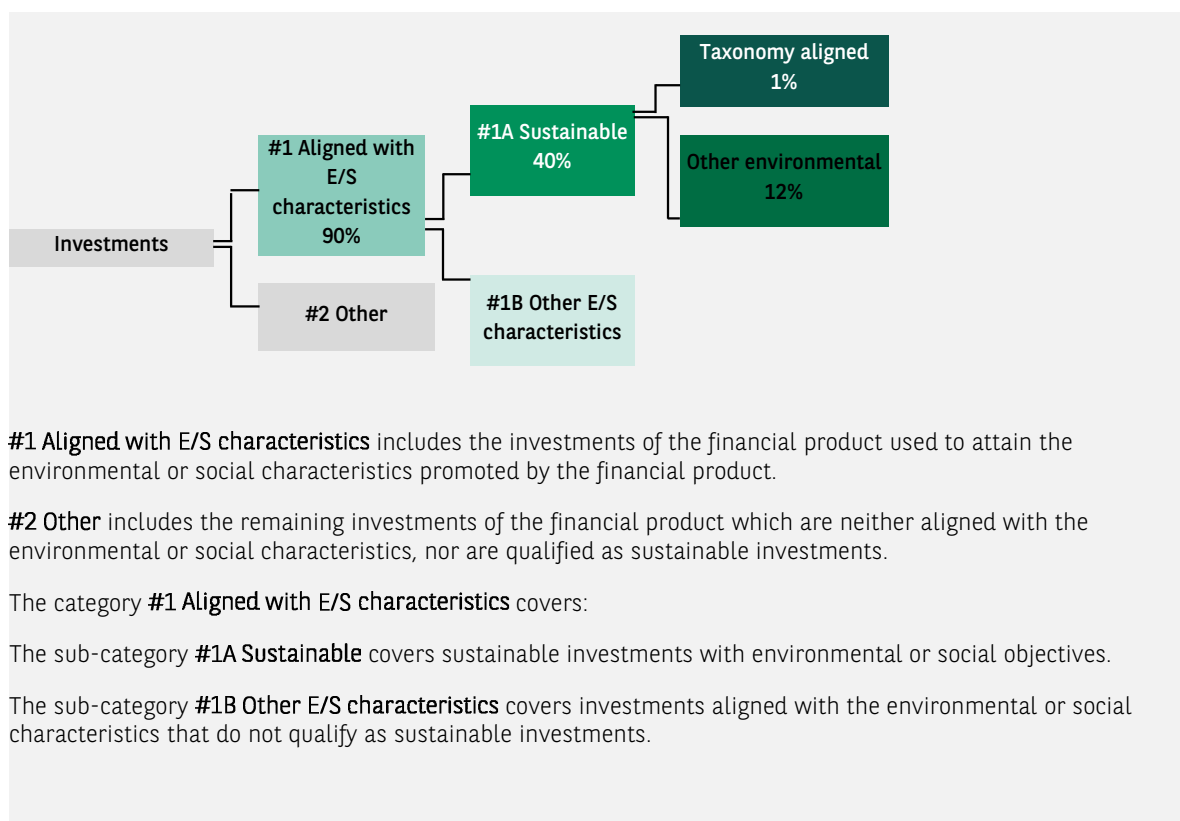 Taxonomy aligned
1%
#1A Sustainable
40%
#1 Aligned with
E/S
characteristics
90%
Other environmental
12%
Investments
#2 Other
#1B Other E/S
characteristics
#1 Aligned with E/S characteristics includes the investments of the financial product used to attain the
environmental or social characteristics promoted by the financial product.
#2 Other includes the remaining investments of the financial product which are neither aligned with the
environmental or social characteristics, nor are qualified as sustainable investments.
The category #1 Aligned with E/S characteristics covers:
The sub-category #1A Sustainable covers sustainable investments with environmental or social objectives.
The sub-category #1B Other E/S characteristics covers investments aligned with the environmental or social
characteristics that do not qualify as sustainable investments.